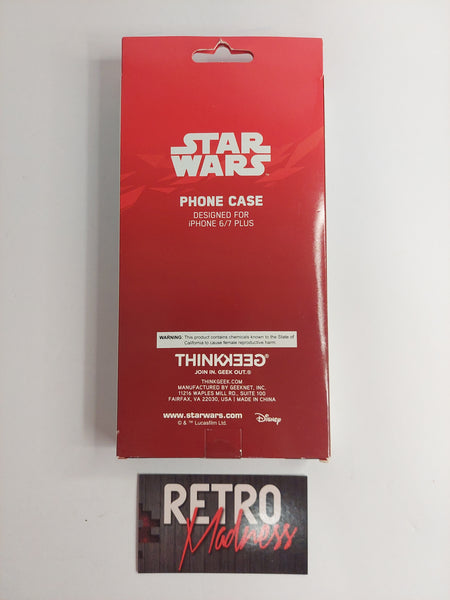 STAR
WARS™
PHONE CASE
DESIGNED FOR
iPHONE 6/7 PLUS
WARNING: This product contains chemicals known to the State of
California to cause female reproductive harm.
THINKGEEK®
JOIN IN. GEEK OUT.®
THINKGEEK.COM
MANUFACTURED BY GEEKNET, INC.
11216 WAPLES MILL RD., SUITE 100
FAIRFAX, VA 22030, USA | MADE IN CHINA
www.starwars.com
Disney
© & ™ Lucasfilm Ltd.
RETRO
Madness